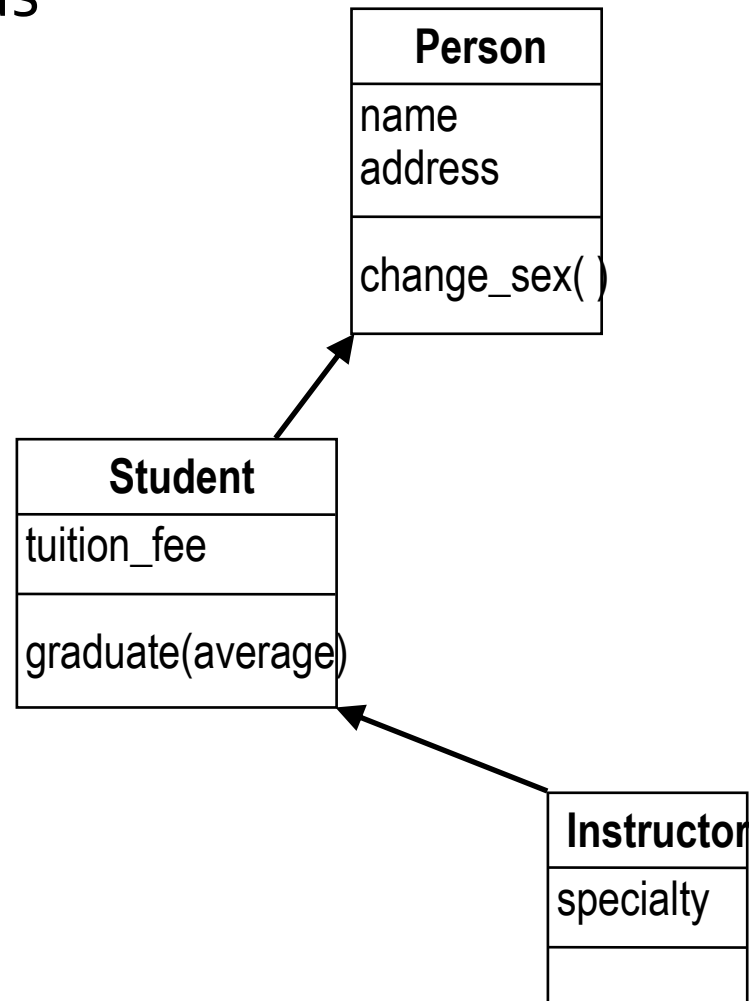 Person
name
address
change_sex( )
Student
tuition_fee
graduate(average)
Instructor
specialty